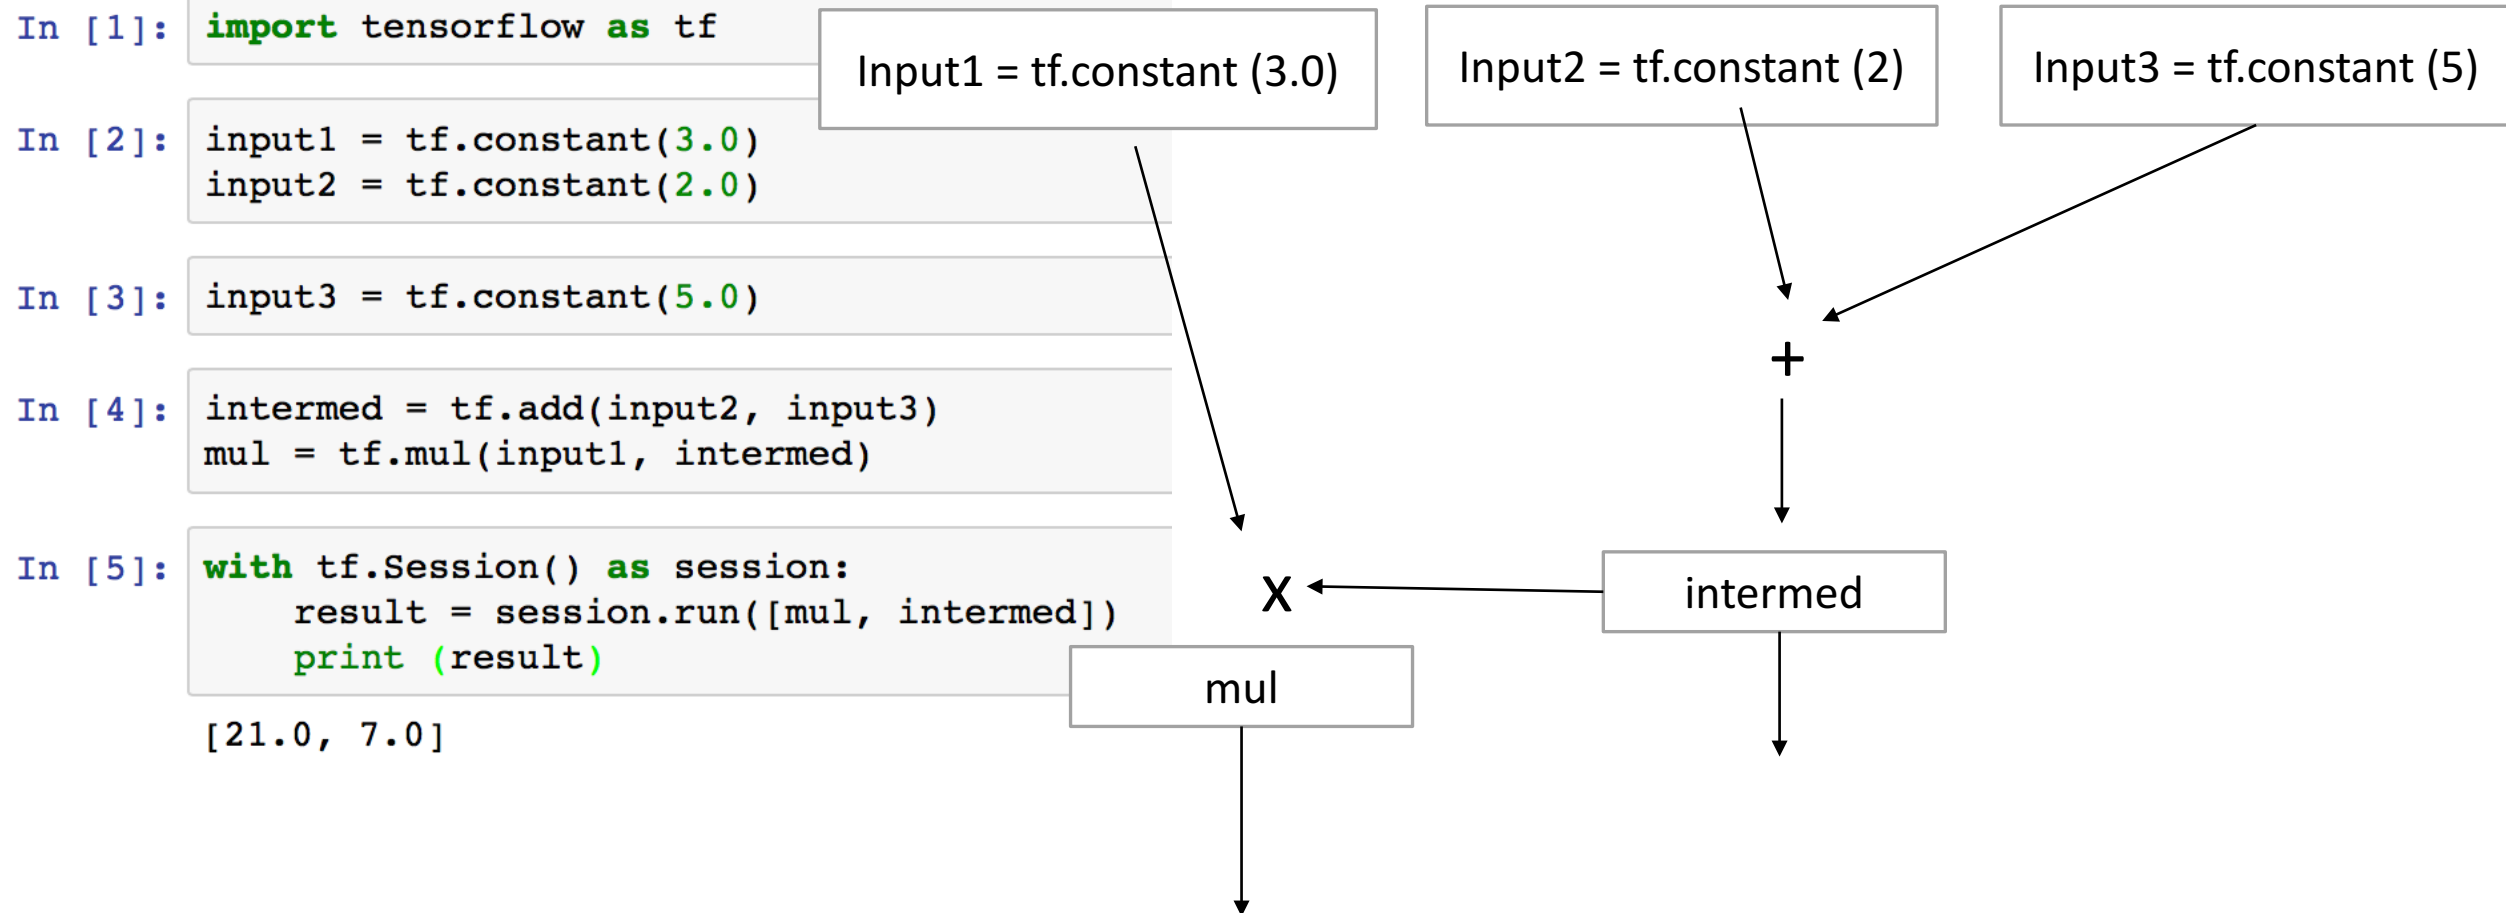 In [1]: import tensorflow as tf
In [2]: input1 = tf.constant(3.0)
input2 = tf.constant(2.0)
In [3]: input3 = tf.constant(5.0)
In [4]: intermed = tf.add(input2, input3)
mul = tf.mul(input1, intermed)
In [5]: with tf.Session() as session:
    result = session.run([mul, intermed])
    print (result)
[21.0, 7.0]
Input1 = tf.constant (3.0)
Input2 = tf.constant (2)
Input3 = tf.constant (5)
+
x
intermed
mul